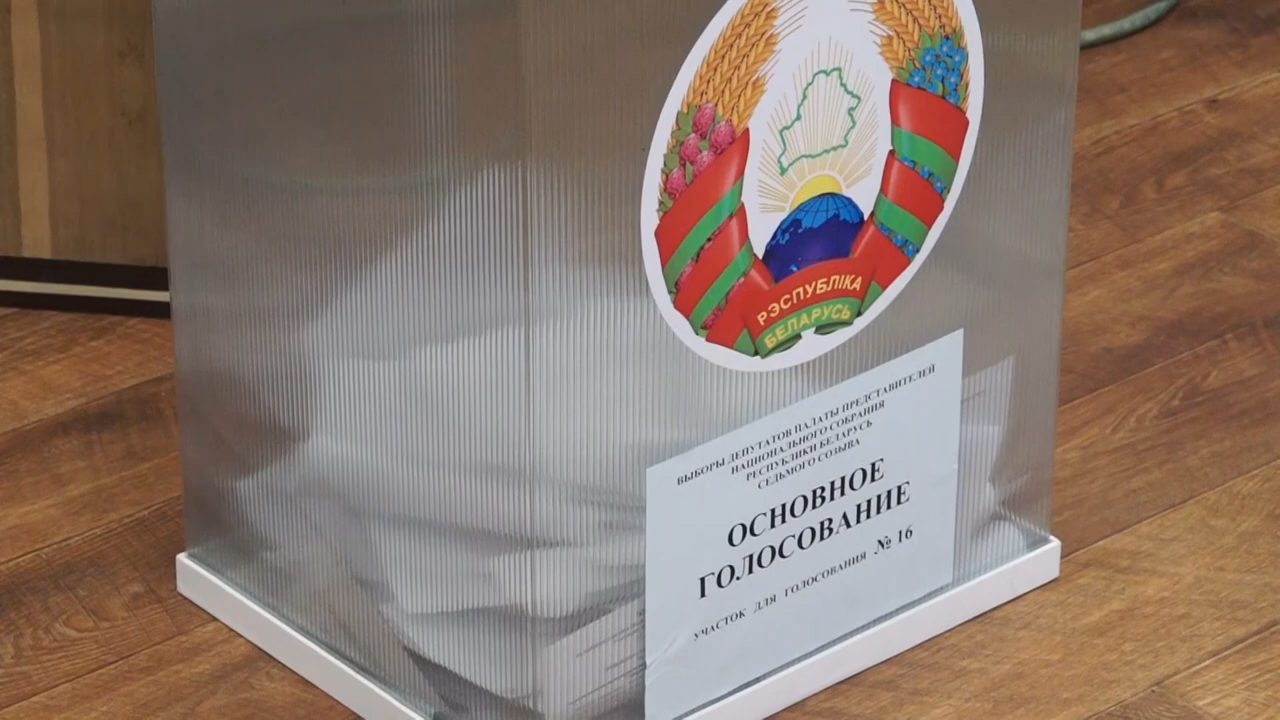 РЭСПУБЛІКА
БЕЛАРУСЬ
ВЫБОРЫ ДЕПУТАТОВ ПАЛАТЫ ПРЕДСТАВИТЕЛЕЙ
НАЦИОНАЛЬНОГО СОБРАНИЯ
РЕСПУБЛИКИ БЕЛАРУСЬ
СЕДЬМОГО СОЗЫВА
ОСНОВНОЕ
ГОЛОСОВАНИЕ
УЧАСТОК ДЛЯ ГОЛОСОВАНИЯ № 16